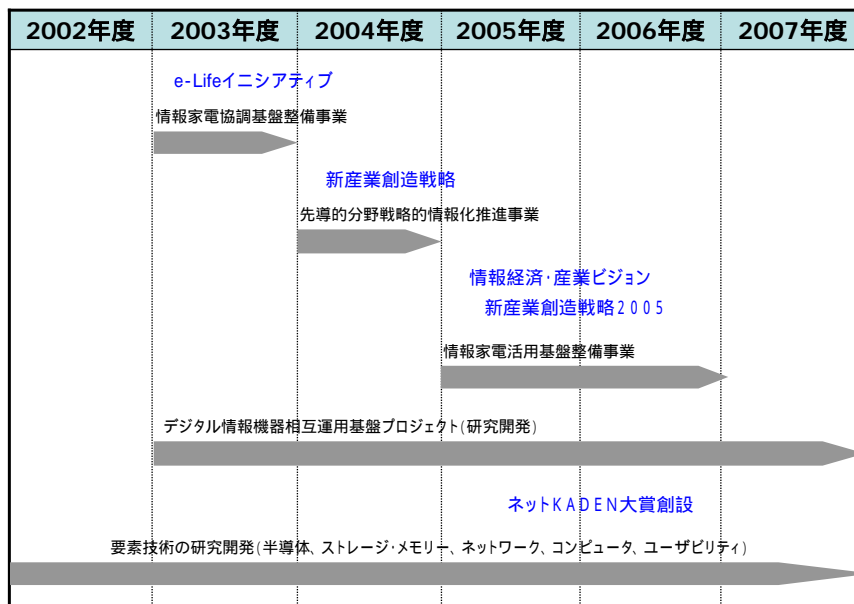 2002年度 2003年度 2004年度 2005年度 2006年度 2007年度
e-Lifeイニシアティブ
情報家電協調基盤整備事業
新産業創造戦略
先導的分野戦略的情報化推進事業
情報経済・産業ビジョン
新産業創造戦略2005
情報家電活用基盤整備事業
デジタル情報機器相互運用基盤プロジェクト(研究開発)
ネットKADEN大賞創設
要素技術の研究開発(半導体、ストレージ・メモリー、ネットワーク、コンピュータ、ユーザビリティ)